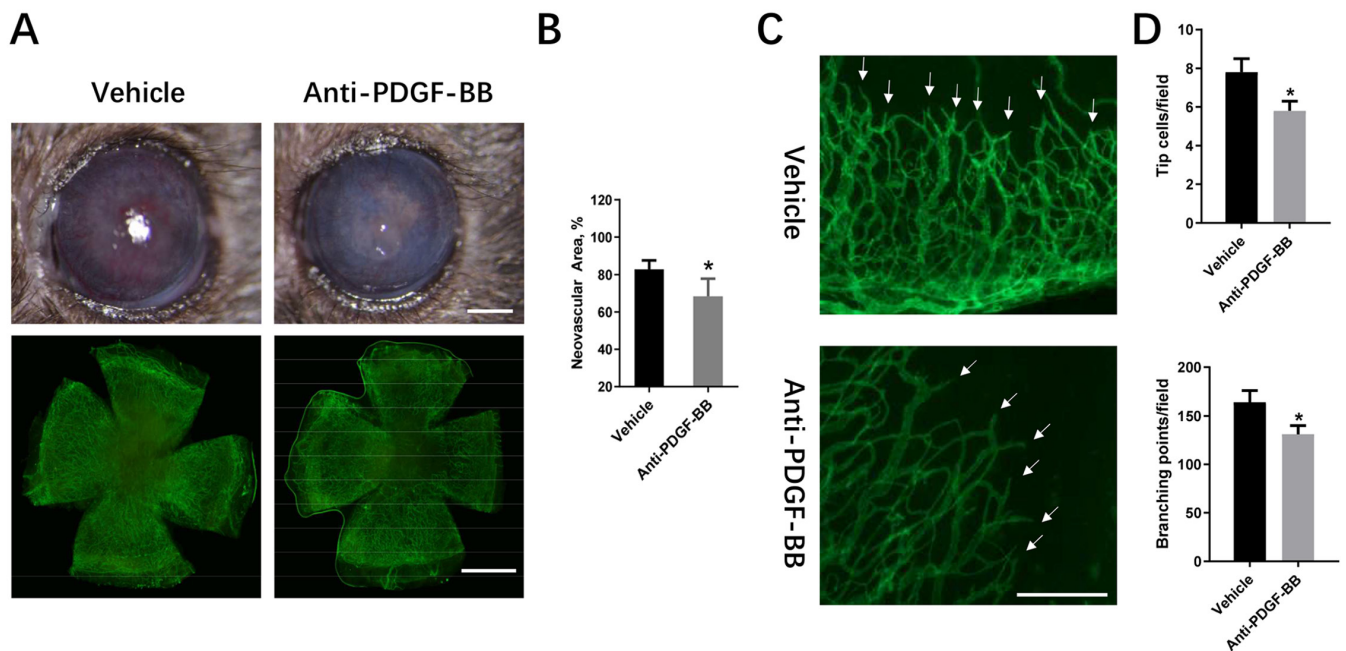 A
B
C
D
Vehicle
Anti-PDGF-BB
Neovascular Area, %
120
100
80
60
40
20
*
Vehicle
Anti-PDGF-BB
Vehicle
Anti-PDGF-BB
Tip cells/field
10
8
6
4
2
0
*
Vehicle
Anti-PDGF-BB
Branching points/field
200
150
100
50
0
*
Vehicle
Anti-PDGF-BB